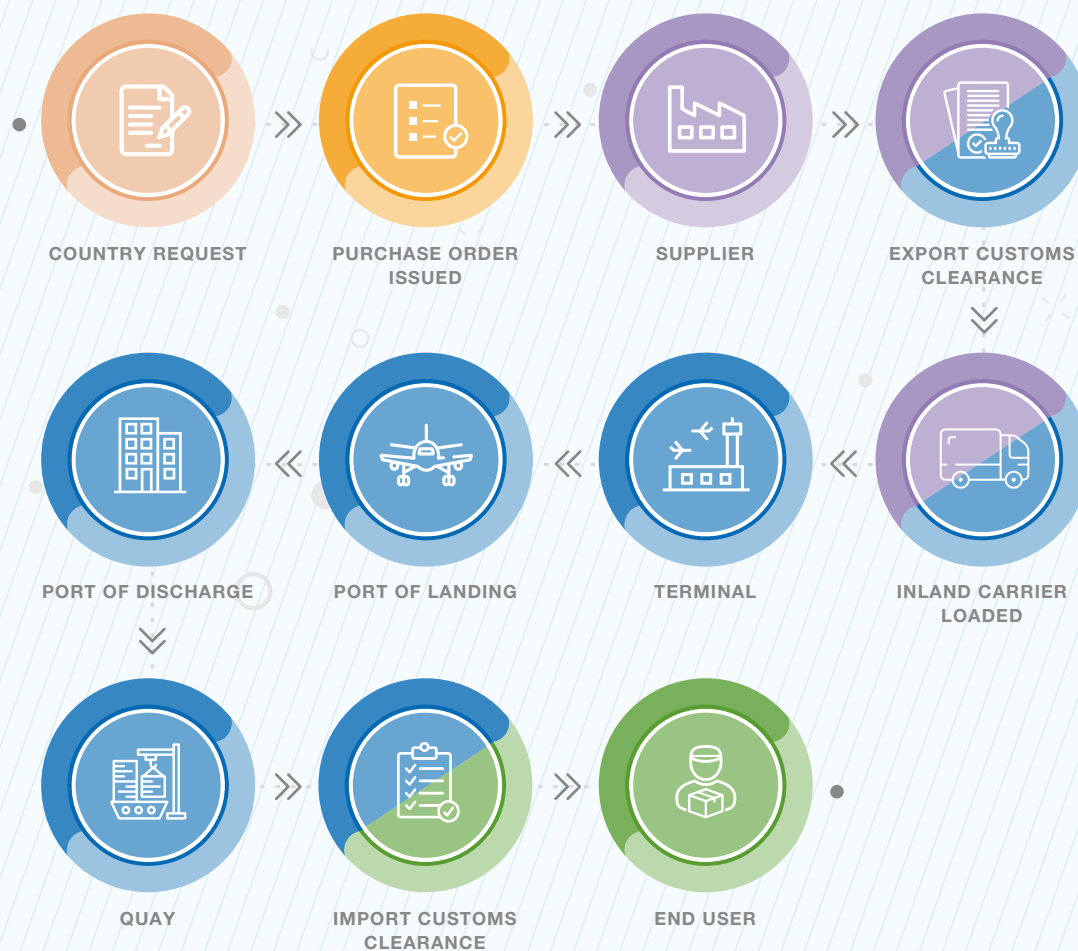 COUNTRY REQUEST
PURCHASE ORDER
ISSUED
SUPPLIER
EXPORT CUSTOMS
CLEARANCE
INLAND CARRIER
LOADED
TERMINAL
PORT OF LANDING
PORT OF DISCHARGE
QUAY
IMPORT CUSTOMS
CLEARANCE
END USER